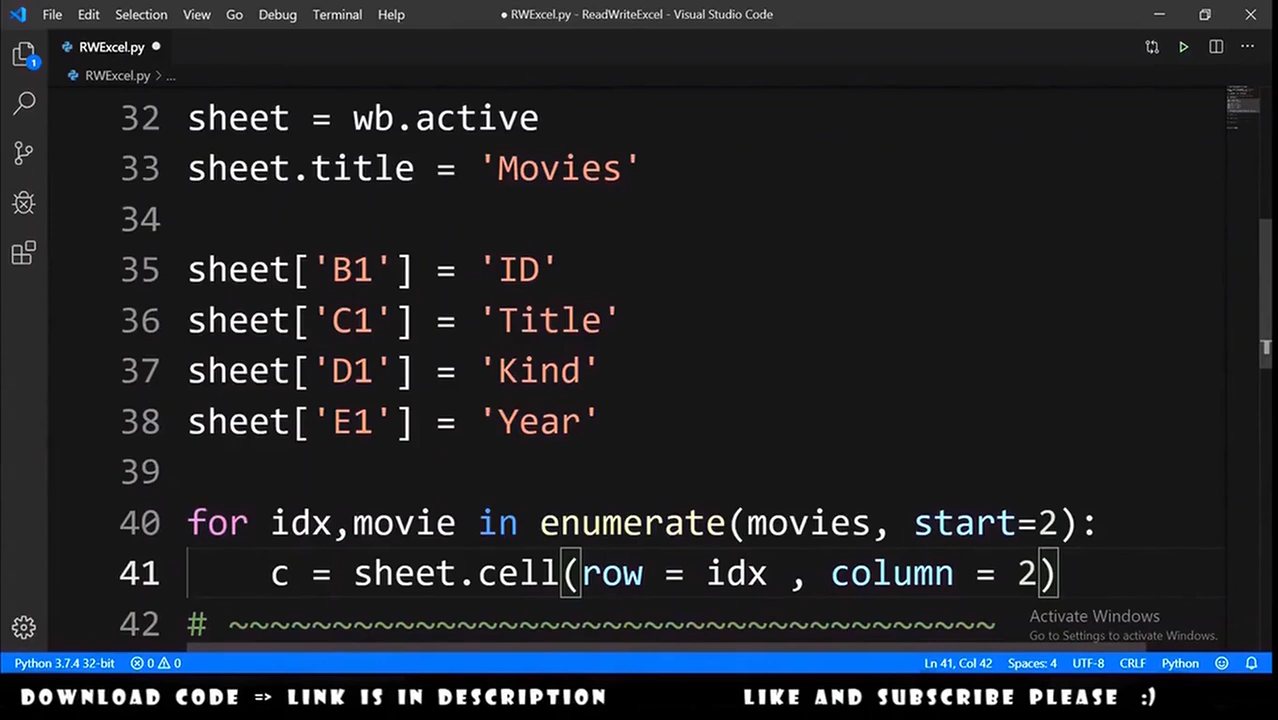 File Edit Selection View Go Debug Terminal Help ● RWExcel.py - ReadWriteExcel - Visual Studio Code
RWExcel.py ●
RWExcel.py > ...
1
32 sheet = wb.active
33 sheet.title = 'Movies'
34
35 sheet['B1'] = 'ID'
36 sheet['C1'] = 'Title'
37 sheet['D1'] = 'Kind'
38 sheet['E1'] = 'Year'
39
40 for idx,movie in enumerate(movies, start=2):
41 c = sheet.cell(row = idx , column = 2)
42 # ~~~~~~~~~~~~~~~~~~~~~~~~~~~~~~~~~~~~~
Activate Windows
Go to Settings to activate Windows.
Python 3.7.4 32-bit 0 0 Ln 41, Col 42 Spaces: 4 UTF-8 CRLF Python
DOWNLOAD CODE => LINK IS IN DESCRIPTION LIKE AND SUBSCRIBE PLEASE :)